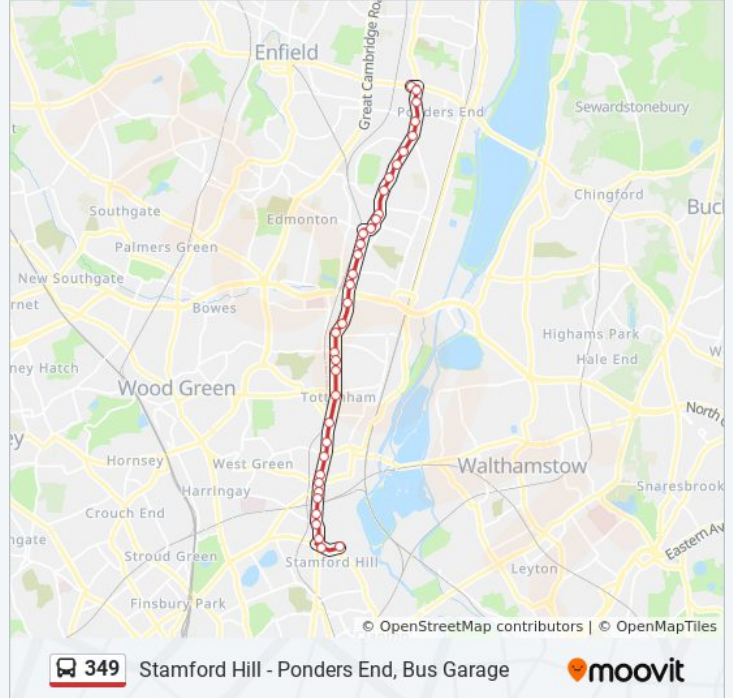 Enfield
Great Cambridge Roa
Ponders End
Sewardstonebury
t
Chingford
Buc
Southgate
Edmonton
Palmers Green
New Southgate
rnet
Bowes
Highams Park
Hale End
W
ney Hatch
Wood Green
Tottenham
North
ey
Hornsey
West Green
Walthamstow
Harringay
Snaresbrook
Crouch End
ngate
Stroud Green
Eastern Av
Stamford Hill
Leyton
Finsbury Park
© OpenStreetMap contributors | © OpenMapTiles
349 Stamford Hill - Ponders End, Bus Garage moovit